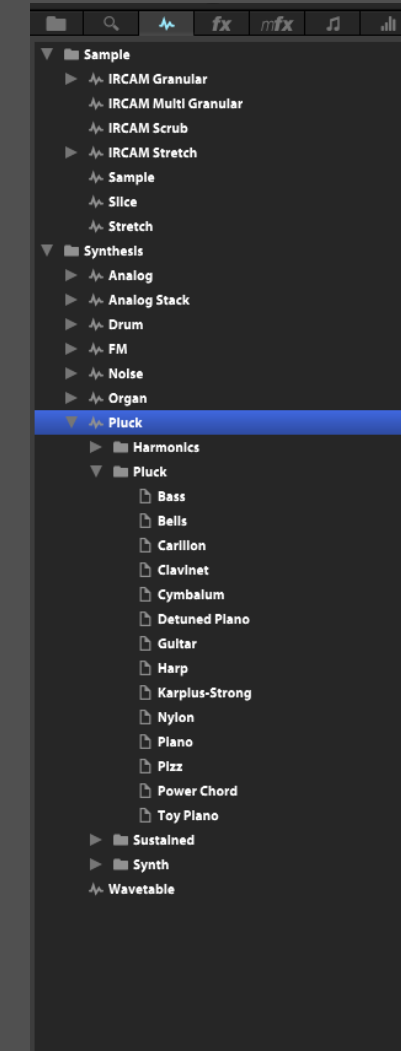 fx
mfx
Sample
IRCAM Granular
IRCAM Multi Granular
IRCAM Scrub
IRCAM Stretch
Sample
Slice
Stretch
Synthesis
Analog
Analog Stack
Drum
FM
Noise
Organ
Pluck
Harmonics
Pluck
Bass
Bells
Carillon
Clavinet
Cymbalum
Detuned Piano
Guitar
Harp
Karplus-Strong
Nylon
Piano
Pizz
Power Chord
Toy Piano
Sustained
Synth
Wavetable